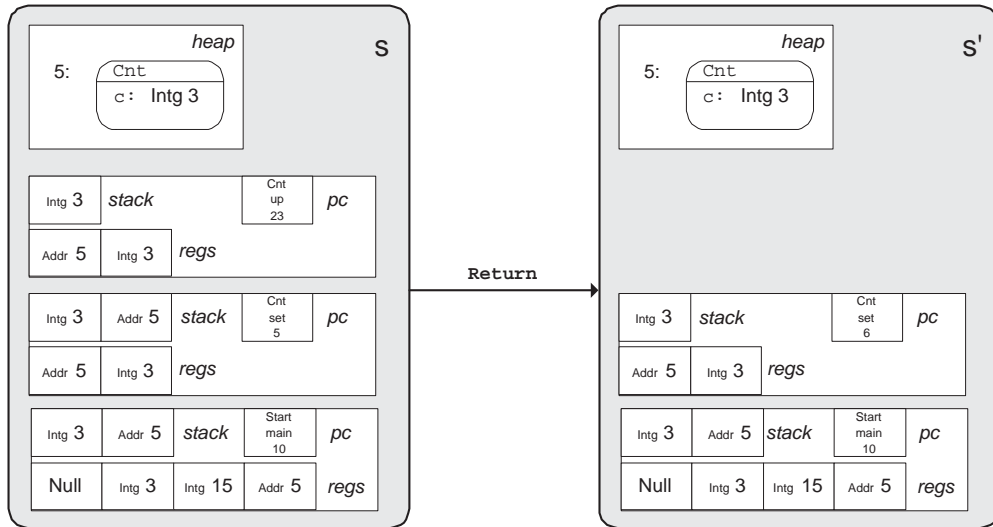 heap
S
5:
Cnt
c: Intg 3
Intg 3
stack
Cnt
up
23
pc
Addr 5
Intg 3
regs
Intg 3
Addr 5
stack
Cnt
set
5
pc
Addr 5
Intg 3
regs
Intg 3
Addr 5
stack
Start
main
10
pc
Null
Intg 3
Intg 15
Addr 5
regs
Return
heap
S'
5:
Cnt
c: Intg 3
Intg 3
stack
Cnt
set
6
pc
Addr 5
Intg 3
regs
Intg 3
Addr 5
stack
Start
main
10
pc
Null
Intg 3
Intg 15
Addr 5
regs